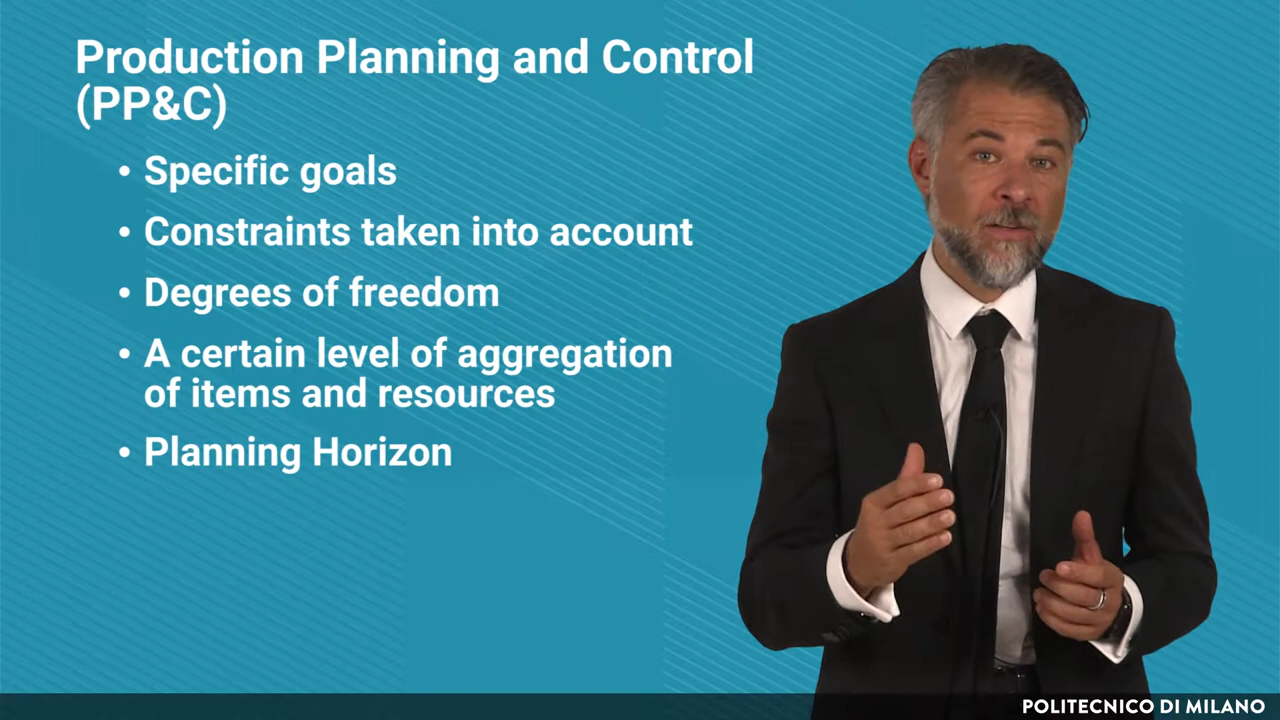 Production Planning and Control
(PP&C)
• Specific goals
• Constraints taken into account
• Degrees of freedom
• A certain level of aggregation
of items and resources
• Planning Horizon
POLITECNICO DI MILANO